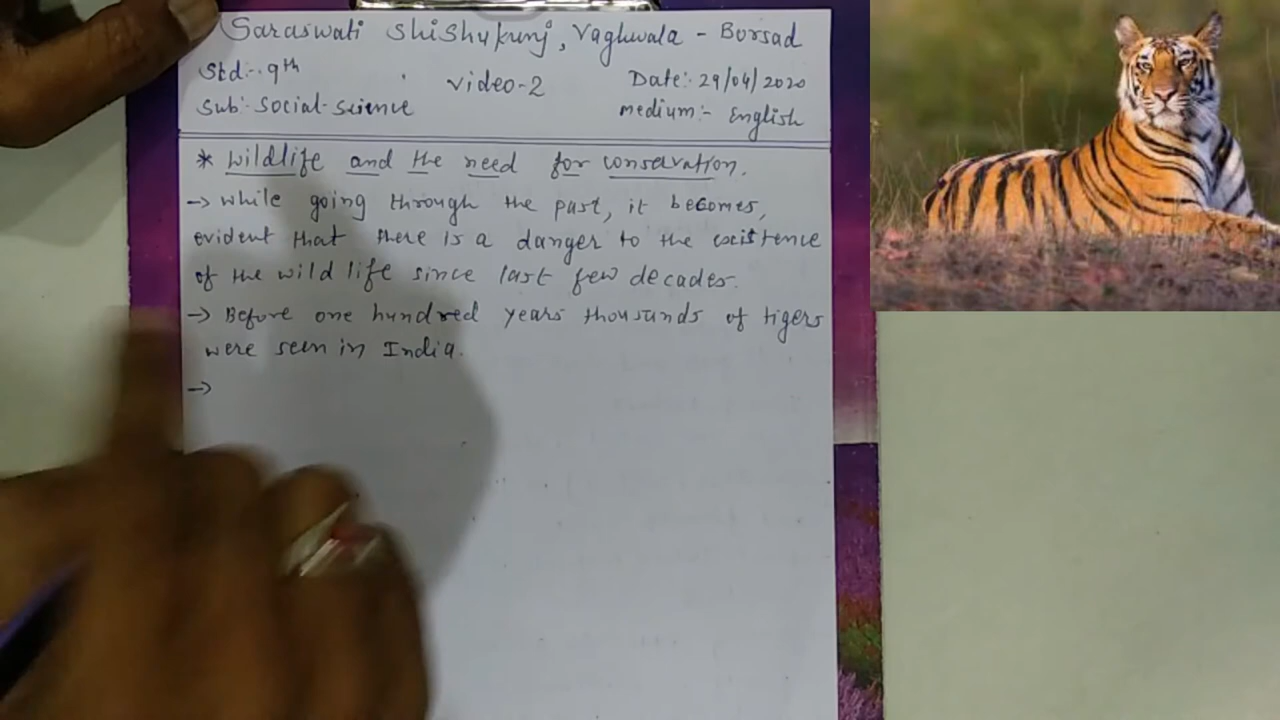 Saraswati Shishukunj, Vaghwala - Borsad
Std:- 9th
Video-2
Date:- 29/04/2020
Sub:- Social-Science
medium:- English
* Wildlife and the need for conservation.
→ While going through the past, it becomes,
evident that there is a danger to the existence
of the wild life since last few decades.
→ Before one hundred years thousands of tigers
were seen in India.
→